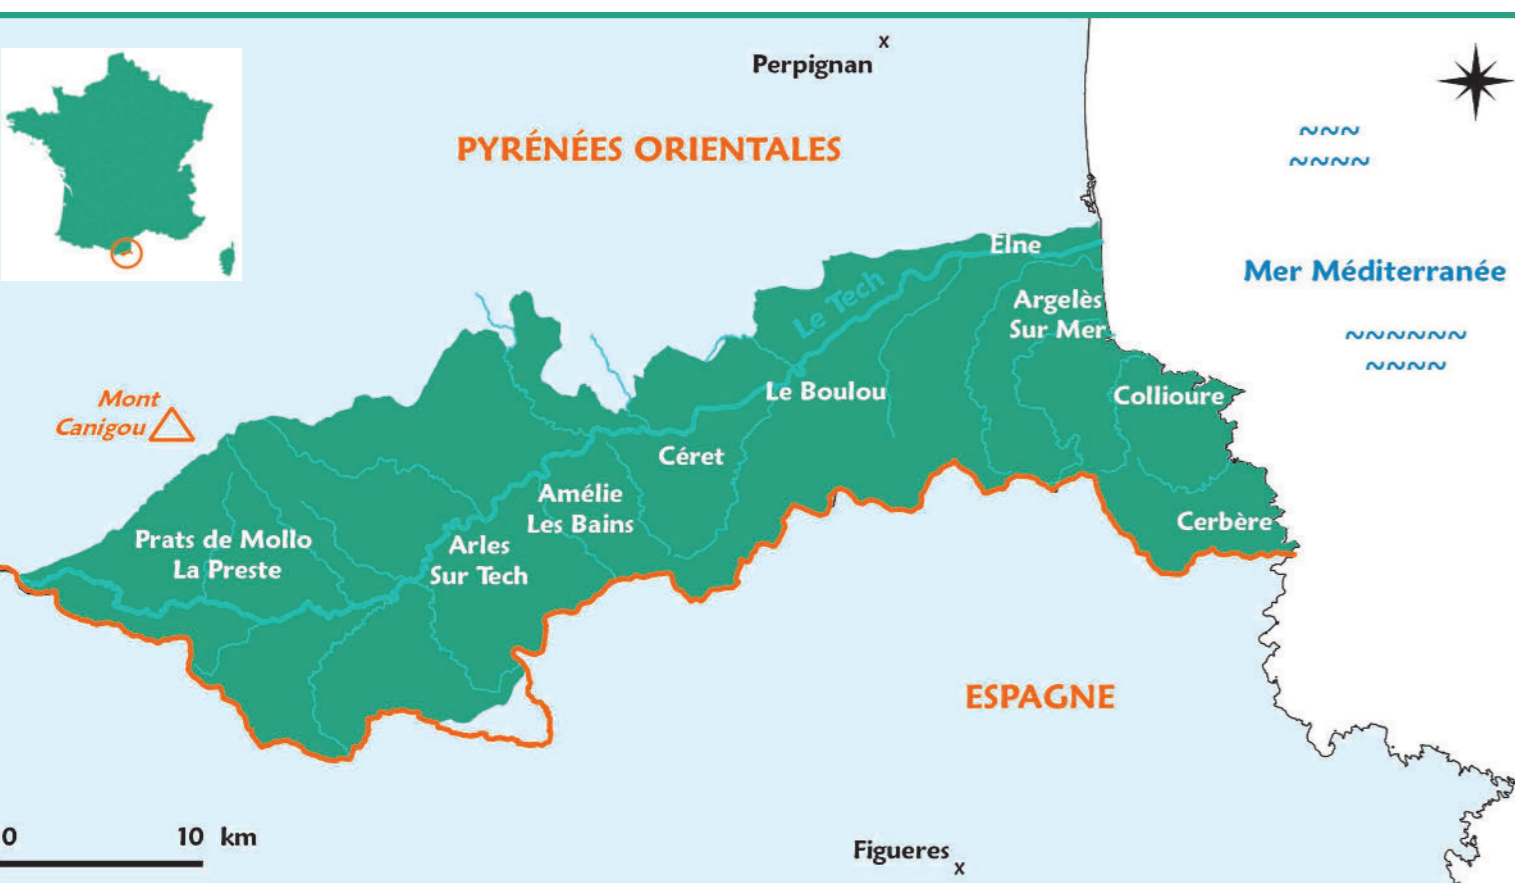 Perpignan
x
PYRÉNÉES ORIENTALES
~~~
~~~~
Elne
Mer Méditerranée
Le Tech
Argelès
Sur Mer
~~~~~~
~~~~
Mont
Canigou
Le Boulou
Collioure
Céret
Amélie
Les Bains
Cerbère
Prats de Mollo
La Preste
Arles
Sur Tech
ESPAGNE
0 10 km
Figueres
x